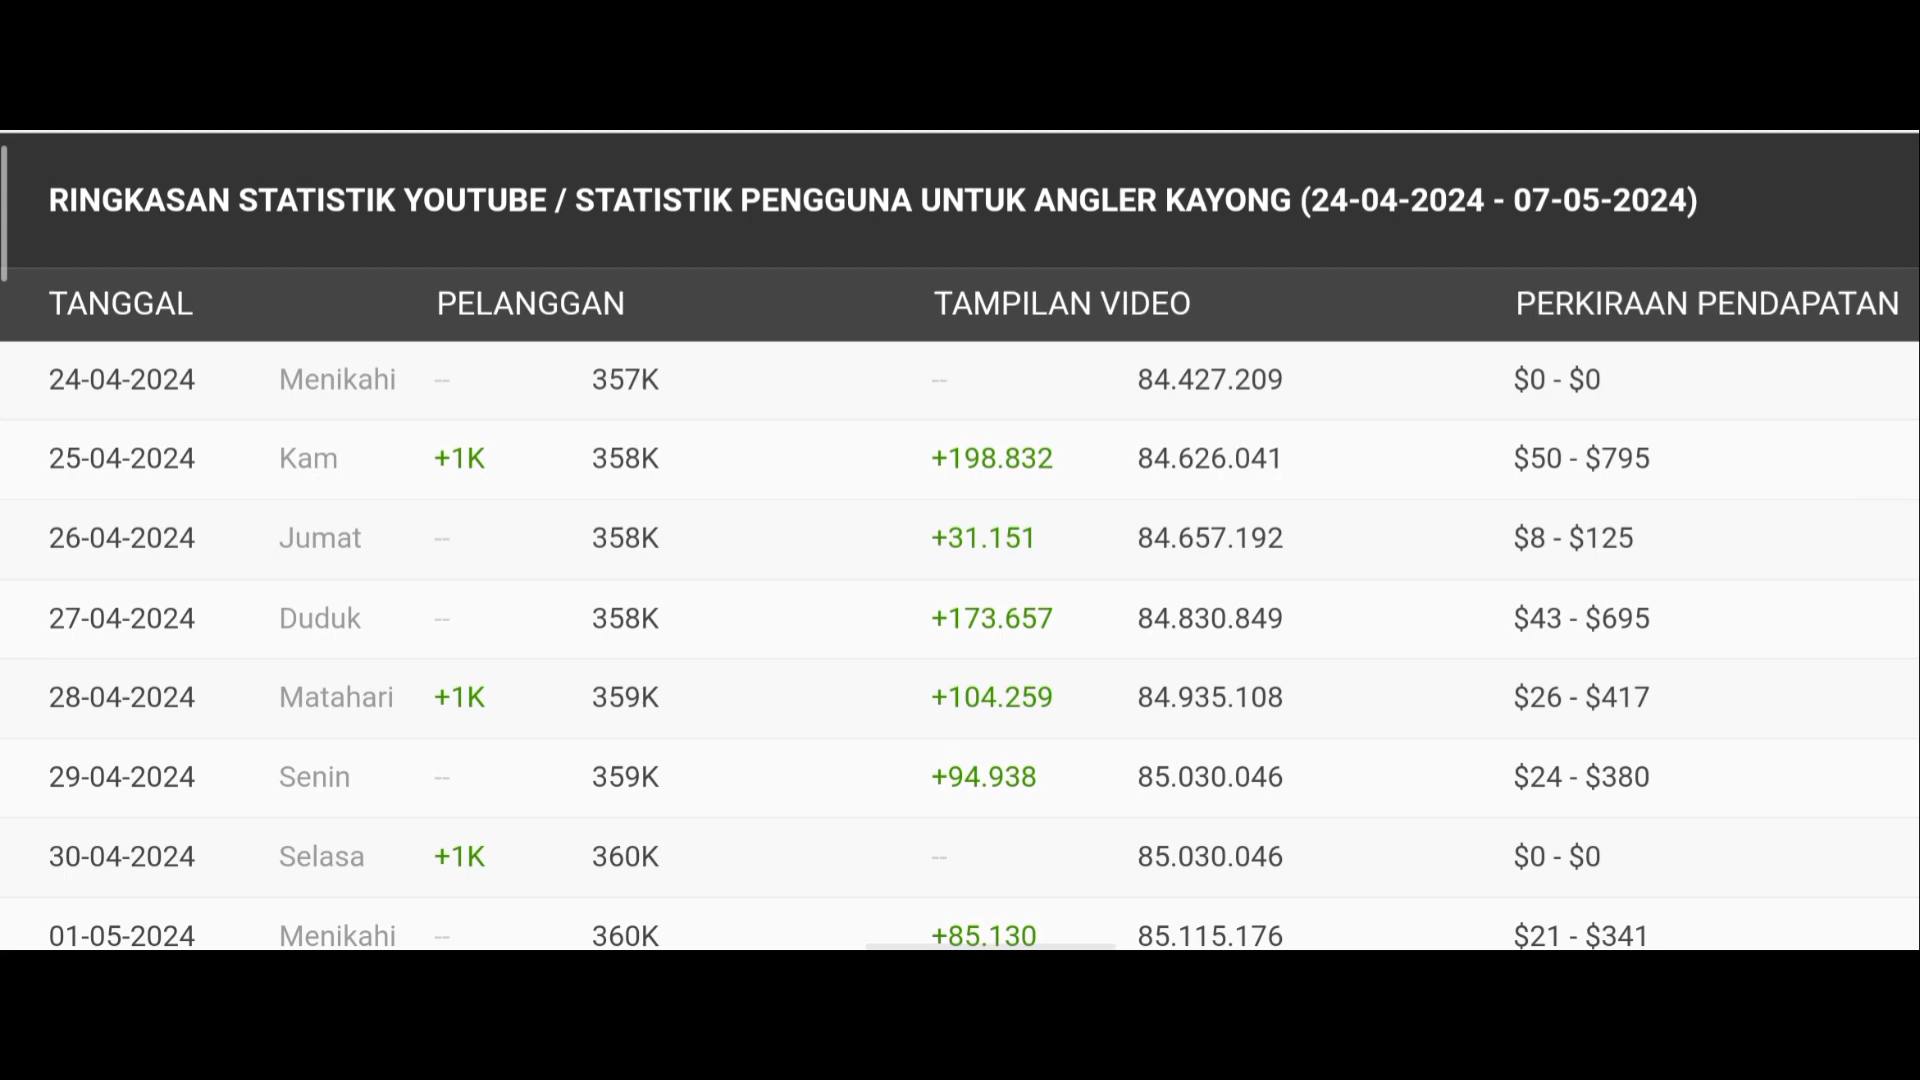 RINGKASAN STATISTIK YOUTUBE / STATISTIK PENGGUNA UNTUK ANGLER KAYONG (24-04-2024 - 07-05-2024)
TANGGAL PELANGGAN TAMPILAN VIDEO PERKIRAAN PENDAPATAN
24-04-2024 Menikahi -- 357K -- 84.427.209 $0 - $0
25-04-2024 Kam +1K 358K +198.832 84.626.041 $50 - $795
26-04-2024 Jumat -- 358K +31.151 84.657.192 $8 - $125
27-04-2024 Duduk -- 358K +173.657 84.830.849 $43 - $695
28-04-2024 Matahari +1K 359K +104.259 84.935.108 $26 - $417
29-04-2024 Senin -- 359K +94.938 85.030.046 $24 - $380
30-04-2024 Selasa +1K 360K -- 85.030.046 $0 - $0
01-05-2024 Menikahi -- 360K +85.130 85.115.176 $21 - $341